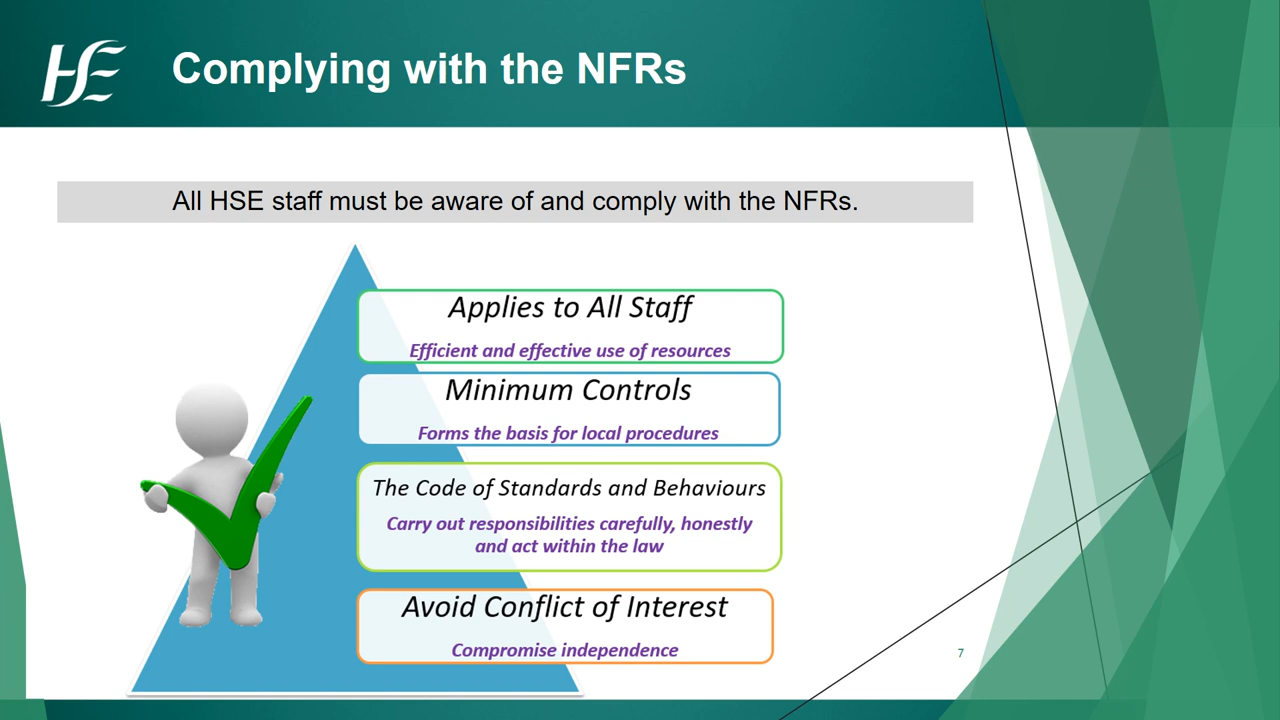 HSE
Complying with the NFRs
All HSE staff must be aware of and comply with the NFRs.
Applies to All Staff
Efficient and effective use of resources
Minimum Controls
Forms the basis for local procedures
The Code of Standards and Behaviours
Carry out responsibilities carefully, honestly
and act within the law
Avoid Conflict of Interest
Compromise independence
7